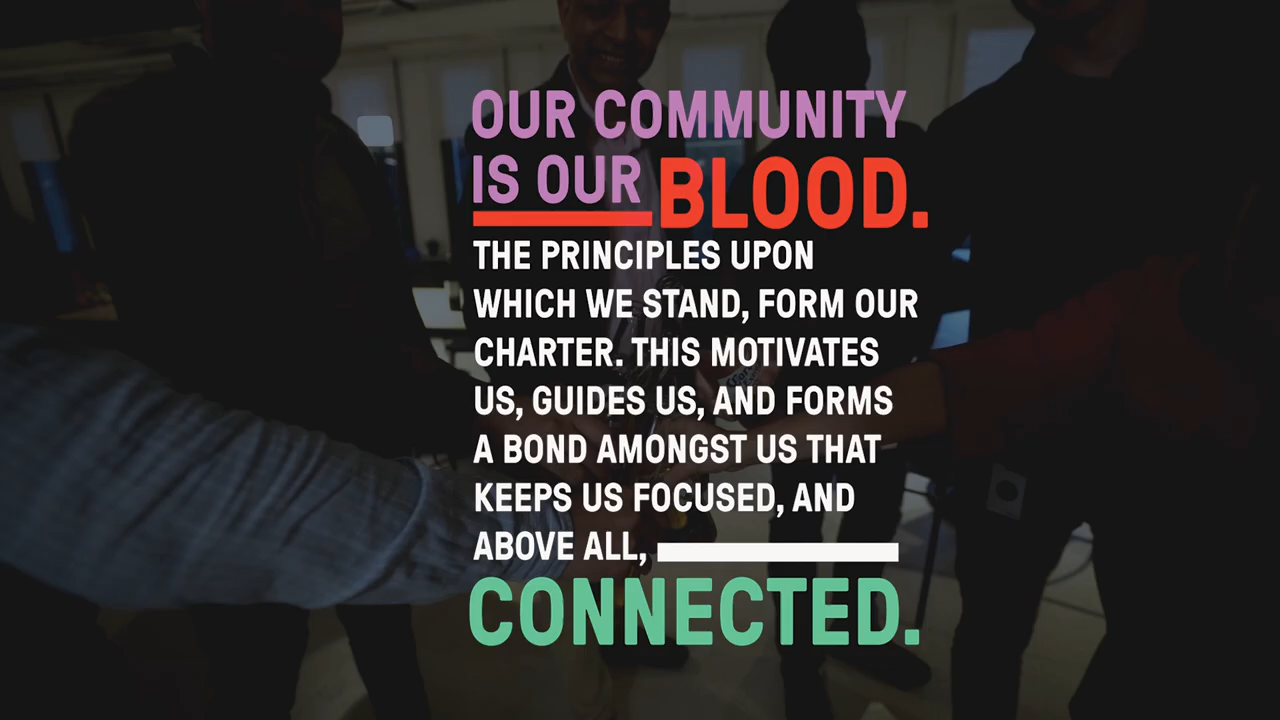 OUR COMMUNITY
IS OUR BLOOD.
THE PRINCIPLES UPON
WHICH WE STAND, FORM OUR
CHARTER. THIS MOTIVATES
US, GUIDES US, AND FORMS
A BOND AMONGST US THAT
KEEPS US FOCUSED, AND
ABOVE ALL,
CONNECTED.